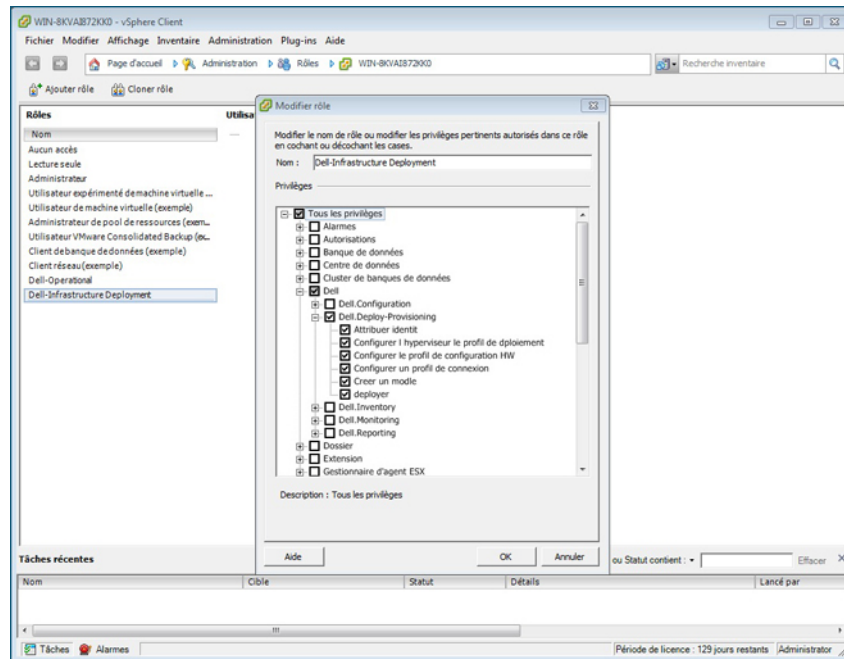 WIN-8KVAI872KK0 - vSphere Client
Fichier Modifier Affichage Inventaire Administration Plug-ins Aide
Page d'accueil Administration Rôles WIN-8KVAI872KK0 Recherche inventaire
Ajouter rôle Cloner rôle
Rôles
Utilisa
Nom
Aucun accès
Lecture seule
Administrateur
Utilisateur expérimenté de machine virtuelle ...
Utilisateur de machine virtuelle (exemple)
Administrateur de pool de ressources (exem...
Utilisateur VMware Consolidated Backup (ex...
Client de banque de données (exemple)
Client réseau (exemple)
Dell-Operational
Dell-Infrastructure Deployment
Modifier rôle
Modifier le nom de rôle ou modifier les privilèges pertinents autorisés dans ce rôle
en cochant ou décochant les cases.
Nom : Dell-Infrastructure Deployment
Privilèges
Tous les privilèges
Alarmes
Autorisations
Banque de données
Centre de données
Cluster de banques de données
Dell
Dell.Configuration
Dell.Deploy-Provisioning
Attribuer identit
Configurer l hyperviseur le profil de dploiement
Configurer le profil de configuration HW
Configurer un profil de connexion
Creer un modle
deployer
Dell.Inventory
Dell.Monitoring
Dell.Reporting
Dossier
Extension
Gestionnaire d'agent ESX
Description : Tous les privilèges
Aide OK Annuler
Tâches récentes
ou Statut contient : Effacer
Nom Cible Statut Détails Lancé par
Tâches Alarmes Période de licence : 129 jours restants Administrator